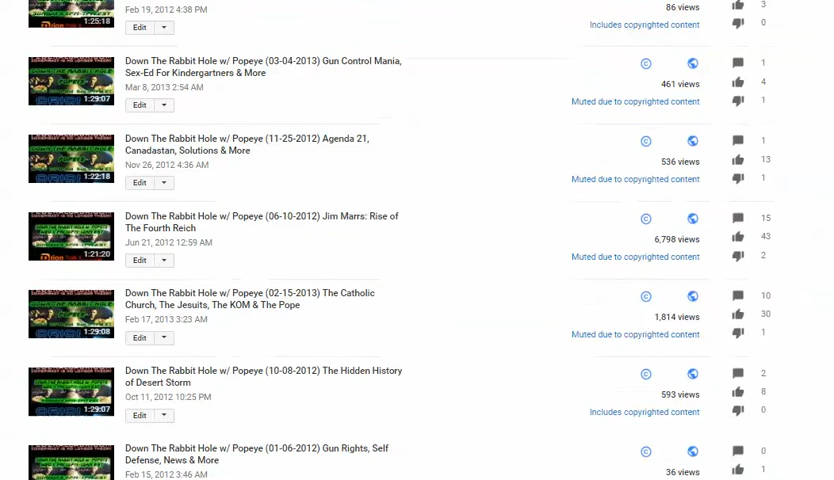 1:25:18
Feb 19, 2012 4:38 PM
Edit
86 views
Includes copyrighted content
3
0
Down The Rabbit Hole w/ Popeye (03-04-2013) Gun Control Mania,
Sex-Ed For Kindergartners & More
Mar 8, 2013 2:54 AM
Edit
1:29:07
461 views
Muted due to copyrighted content
1
4
1
Down The Rabbit Hole w/ Popeye (11-25-2012) Agenda 21,
Canadastan, Solutions & More
Nov 26, 2012 4:36 AM
Edit
1:22:18
536 views
Muted due to copyrighted content
1
13
1
Down The Rabbit Hole w/ Popeye (06-10-2012) Jim Marrs: Rise of
The Fourth Reich
Jun 21, 2012 12:59 AM
Edit
1:21:20
6,798 views
Muted due to copyrighted content
15
43
2
Down The Rabbit Hole w/ Popeye (02-15-2013) The Catholic
Church, The Jesuits, The KOM & The Pope
Feb 17, 2013 3:23 AM
Edit
1:29:08
1,814 views
Muted due to copyrighted content
10
30
1
Down The Rabbit Hole w/ Popeye (10-08-2012) The Hidden History
of Desert Storm
Oct 11, 2012 10:25 PM
Edit
1:29:07
593 views
Includes copyrighted content
2
8
0
Down The Rabbit Hole w/ Popeye (01-06-2012) Gun Rights, Self
Defense, News & More
Feb 15, 2012 3:46 AM
36 views
0
1